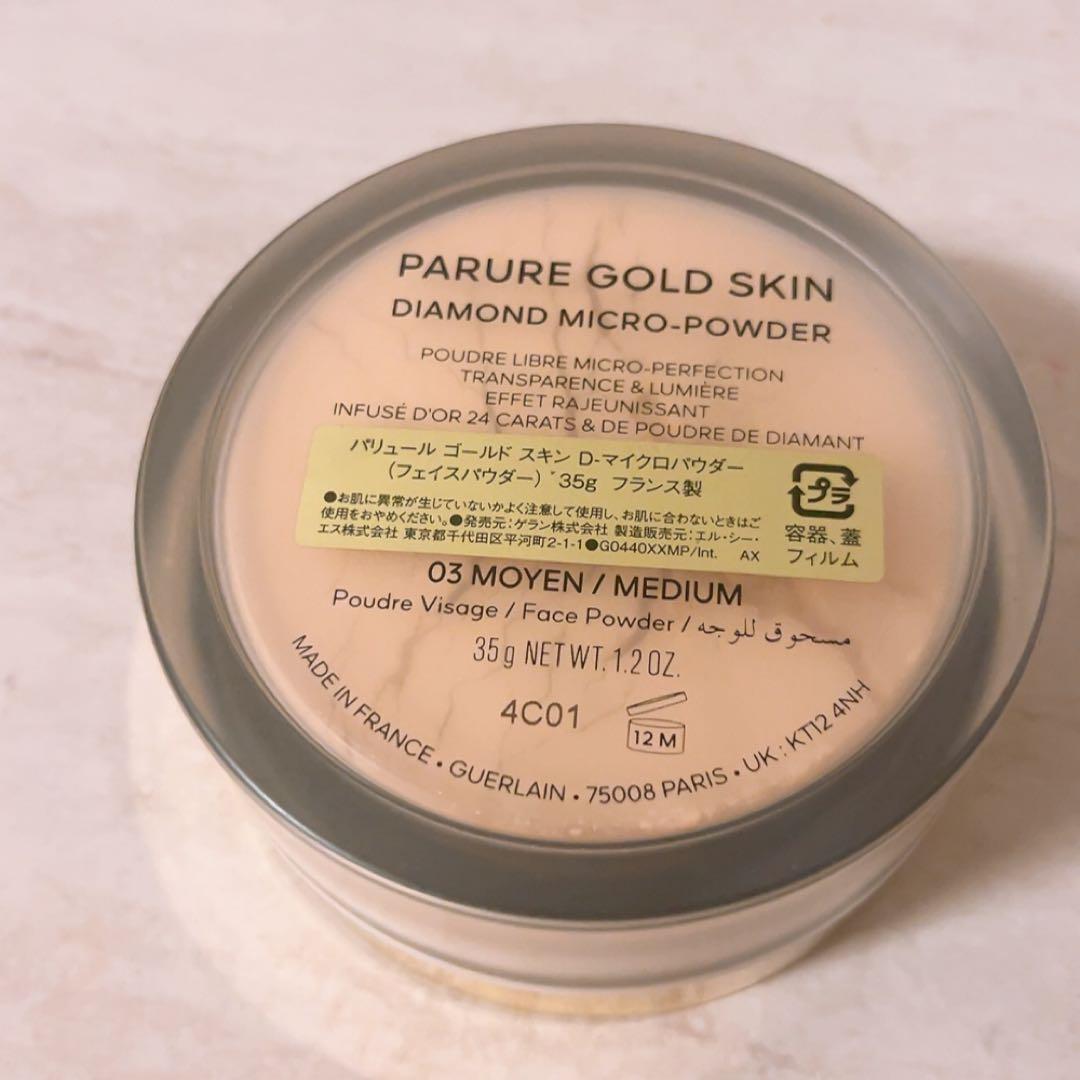 PARURE GOLD SKIN
DIAMOND MICRO-POWDER
POUDRE LIBRE MICRO-PERFECTION
TRANSPARENCE & LUMIÈRE
EFFET RAJEUNISSANT
INFUSÉ D'OR 24 CARATS & DE POUDRE DE DIAMANT
パリュール ゴールド スキン D-マイクロパウダー
(フェイスパウダー) 35g フランス製
●お肌に異常が生じていないかよく注意して使用し、お肌に合わないときはご
使用をおやめください。●発売元:ゲラン株式会社 製造販売元:エル・シー・
エス株式会社 東京都千代田区平河町2-1-1●G0440XXMP/Int. AX
プラ
容器、蓋
フィルム
03 MOYEN / MEDIUM
Poudre Visage / Face Powder / مسحوق للوجه
35g NET WT. 1.2 OZ.
4C01
12 M
MADE IN FRANCE • GUERLAIN • 75008 PARIS • UK : KT12 4NH